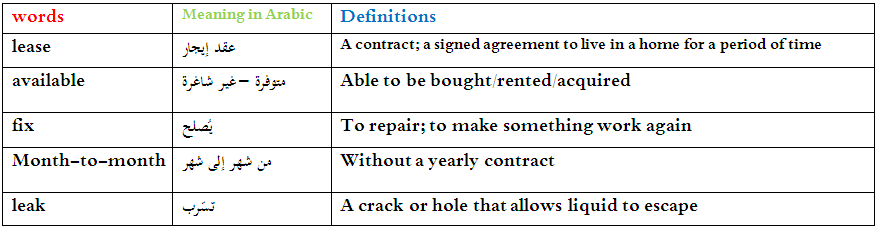 words Meaning in Arabic Definitions
lease عقد إيجار A contract; a signed agreement to live in a home for a period of time
available متوفرة – غير شاغرة Able to be bought/rented/acquired
fix يُصلح To repair; to make something work again
Month-to-month من شهر إلى شهر Without a yearly contract
leak تسّرب A crack or hole that allows liquid to escape